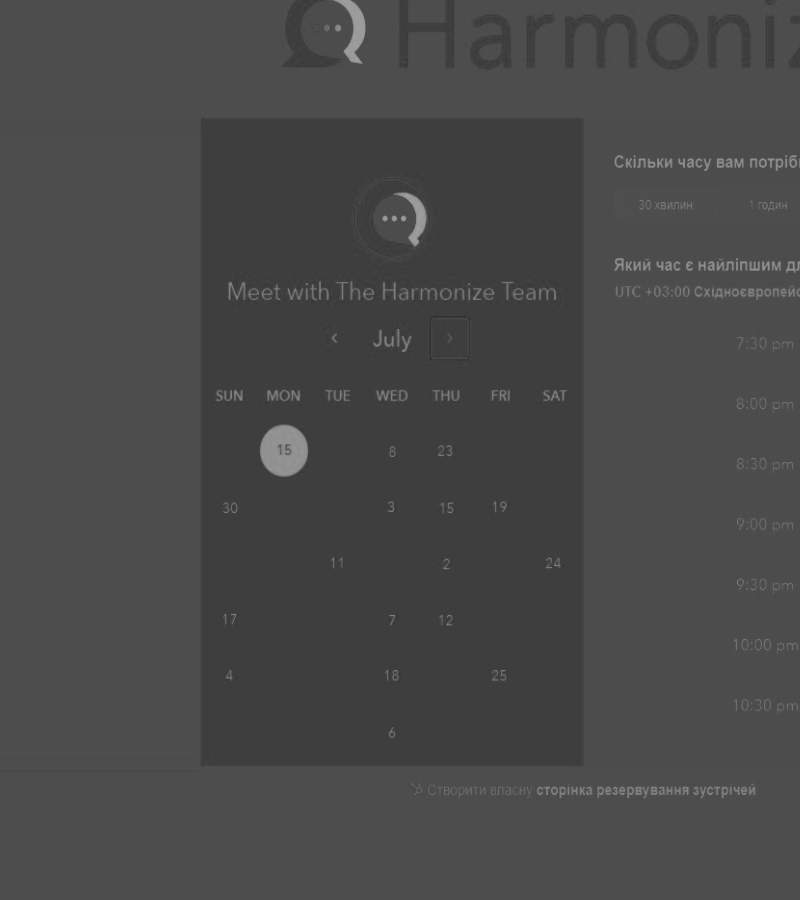 Harmoniz
Meet with The Harmonize Team
July
SUN MON TUE WED THU FRI SAT
15 8 23
30 3 15 19
11 2 24
17 7 12
4 18 25
6
Скільки часу вам потріб
30 хвилин 1 годин
Який час є найліпшим д
UTC +03:00 Східноєвропейс
7:30 pm
8:00 pm
8:30 pm
9:00 pm
9:30 pm
10:00 pm
10:30 pm
Створити власну сторінка резервування зустрічей